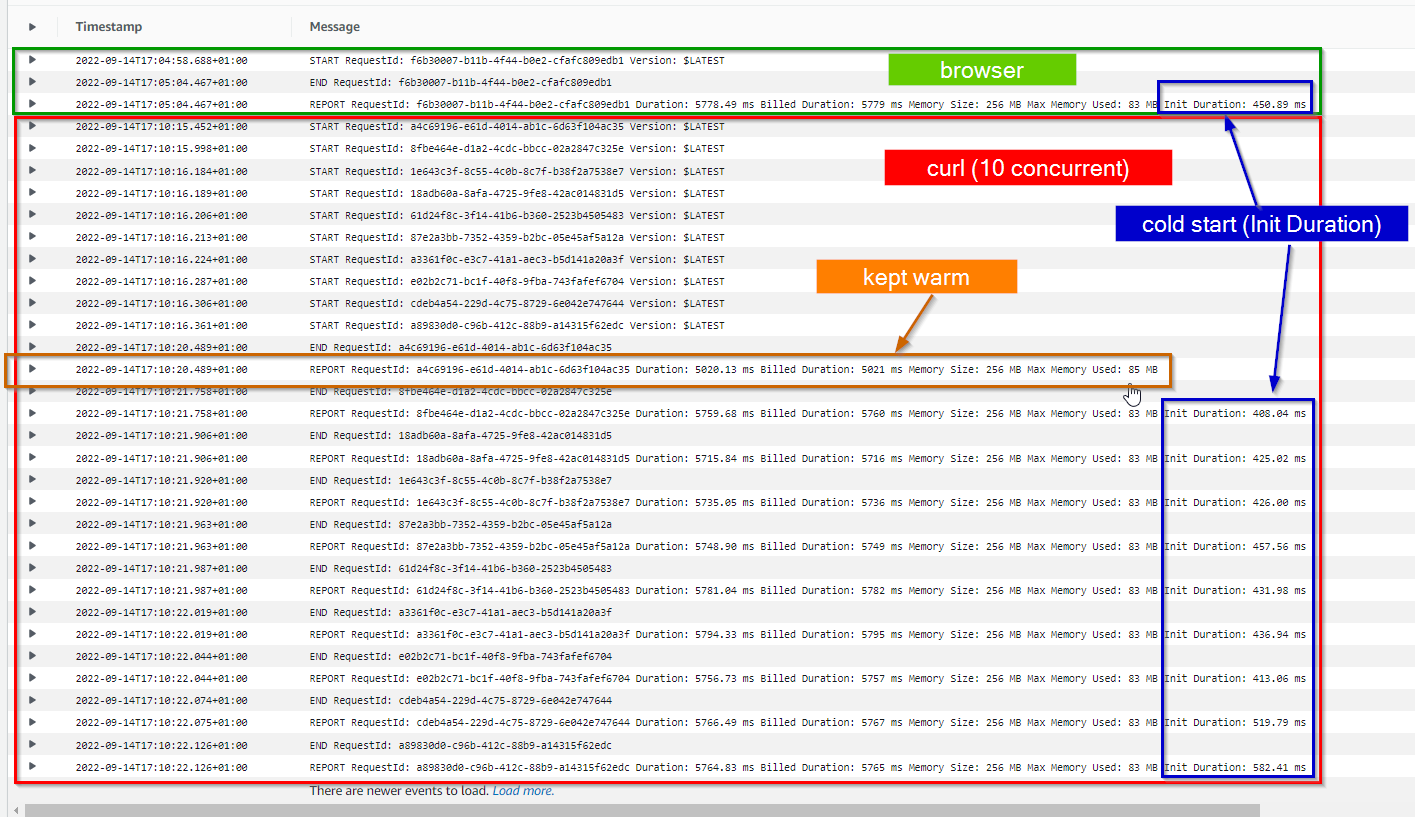 Timestamp Message
2022-09-14T17:04:58.688+01:00 START RequestId: f6b30007-b11b-4f44-b0e2-cfafc809edb1 Version: $LATEST
browser
2022-09-14T17:05:04.467+01:00 END RequestId: f6b30007-b11b-4f44-b0e2-cfafc809edb1
2022-09-14T17:05:04.467+01:00 REPORT RequestId: f6b30007-b11b-4f44-b0e2-cfafc809edb1 Duration: 5778.49 ms Billed Duration: 5779 ms Memory Size: 256 MB Max Memory Used: 83 MB Init Duration: 450.89 ms
2022-09-14T17:10:15.452+01:00 START RequestId: a4c69196-e61d-4014-ab1c-6d63f104ac35 Version: $LATEST
2022-09-14T17:10:15.998+01:00 START RequestId: 8fbe464e-d1a2-4cdc-bbcc-02a2847c325e Version: $LATEST
curl (10 concurrent)
2022-09-14T17:10:16.184+01:00 START RequestId: 1e643c3f-8c55-4c0b-8c7f-b38f2a7538e7 Version: $LATEST
2022-09-14T17:10:16.189+01:00 START RequestId: 18adb60a-8afa-4725-9fe8-42ac014831d5 Version: $LATEST
2022-09-14T17:10:16.206+01:00 START RequestId: 61d24f8c-3f14-41b6-b360-2523b4505483 Version: $LATEST
cold start (Init Duration)
2022-09-14T17:10:16.213+01:00 START RequestId: 87e2a3bb-7352-4359-b2bc-05e45af5a12a Version: $LATEST
2022-09-14T17:10:16.224+01:00 START RequestId: a3361f0c-e3c7-41a1-aec3-b5d141a20a3f Version: $LATEST
kept warm
2022-09-14T17:10:16.287+01:00 START RequestId: e02b2c71-bc1f-40f8-9fba-743fafef6704 Version: $LATEST
2022-09-14T17:10:16.306+01:00 START RequestId: cdeb4a54-229d-4c75-8729-6e042e747644 Version: $LATEST
2022-09-14T17:10:16.361+01:00 START RequestId: a89830d0-c96b-412c-88b9-a14315f62edc Version: $LATEST
2022-09-14T17:10:20.489+01:00 END RequestId: a4c69196-e61d-4014-ab1c-6d63f104ac35
2022-09-14T17:10:20.489+01:00 REPORT RequestId: a4c69196-e61d-4014-ab1c-6d63f104ac35 Duration: 5020.13 ms Billed Duration: 5021 ms Memory Size: 256 MB Max Memory Used: 85 MB
2022-09-14T17:10:21.758+01:00 END RequestId: 8fbe464e-d1a2-4cdc-bbcc-02a2847c325e
2022-09-14T17:10:21.758+01:00 REPORT RequestId: 8fbe464e-d1a2-4cdc-bbcc-02a2847c325e Duration: 5759.68 ms Billed Duration: 5760 ms Memory Size: 256 MB Max Memory Used: 83 MB Init Duration: 408.04 ms
2022-09-14T17:10:21.906+01:00 END RequestId: 18adb60a-8afa-4725-9fe8-42ac014831d5
2022-09-14T17:10:21.906+01:00 REPORT RequestId: 18adb60a-8afa-4725-9fe8-42ac014831d5 Duration: 5715.84 ms Billed Duration: 5716 ms Memory Size: 256 MB Max Memory Used: 83 MB Init Duration: 425.02 ms
2022-09-14T17:10:21.920+01:00 END RequestId: 1e643c3f-8c55-4c0b-8c7f-b38f2a7538e7
2022-09-14T17:10:21.920+01:00 REPORT RequestId: 1e643c3f-8c55-4c0b-8c7f-b38f2a7538e7 Duration: 5735.05 ms Billed Duration: 5736 ms Memory Size: 256 MB Max Memory Used: 83 MB Init Duration: 426.00 ms
2022-09-14T17:10:21.963+01:00 END RequestId: 87e2a3bb-7352-4359-b2bc-05e45af5a12a
2022-09-14T17:10:21.963+01:00 REPORT RequestId: 87e2a3bb-7352-4359-b2bc-05e45af5a12a Duration: 5748.90 ms Billed Duration: 5749 ms Memory Size: 256 MB Max Memory Used: 83 MB Init Duration: 457.56 ms
2022-09-14T17:10:21.987+01:00 END RequestId: 61d24f8c-3f14-41b6-b360-2523b4505483
2022-09-14T17:10:21.987+01:00 REPORT RequestId: 61d24f8c-3f14-41b6-b360-2523b4505483 Duration: 5781.04 ms Billed Duration: 5782 ms Memory Size: 256 MB Max Memory Used: 83 MB Init Duration: 431.98 ms
2022-09-14T17:10:22.019+01:00 END RequestId: a3361f0c-e3c7-41a1-aec3-b5d141a20a3f
2022-09-14T17:10:22.019+01:00 REPORT RequestId: a3361f0c-e3c7-41a1-aec3-b5d141a20a3f Duration: 5794.33 ms Billed Duration: 5795 ms Memory Size: 256 MB Max Memory Used: 83 MB Init Duration: 436.94 ms
2022-09-14T17:10:22.044+01:00 END RequestId: e02b2c71-bc1f-40f8-9fba-743fafef6704
2022-09-14T17:10:22.044+01:00 REPORT RequestId: e02b2c71-bc1f-40f8-9fba-743fafef6704 Duration: 5756.73 ms Billed Duration: 5757 ms Memory Size: 256 MB Max Memory Used: 83 MB Init Duration: 413.06 ms
2022-09-14T17:10:22.074+01:00 END RequestId: cdeb4a54-229d-4c75-8729-6e042e747644
2022-09-14T17:10:22.075+01:00 REPORT RequestId: cdeb4a54-229d-4c75-8729-6e042e747644 Duration: 5766.49 ms Billed Duration: 5767 ms Memory Size: 256 MB Max Memory Used: 83 MB Init Duration: 519.79 ms
2022-09-14T17:10:22.126+01:00 END RequestId: a89830d0-c96b-412c-88b9-a14315f62edc
2022-09-14T17:10:22.126+01:00 REPORT RequestId: a89830d0-c96b-412c-88b9-a14315f62edc Duration: 5764.83 ms Billed Duration: 5765 ms Memory Size: 256 MB Max Memory Used: 83 MB Init Duration: 582.41 ms
There are newer events to load. Load more.